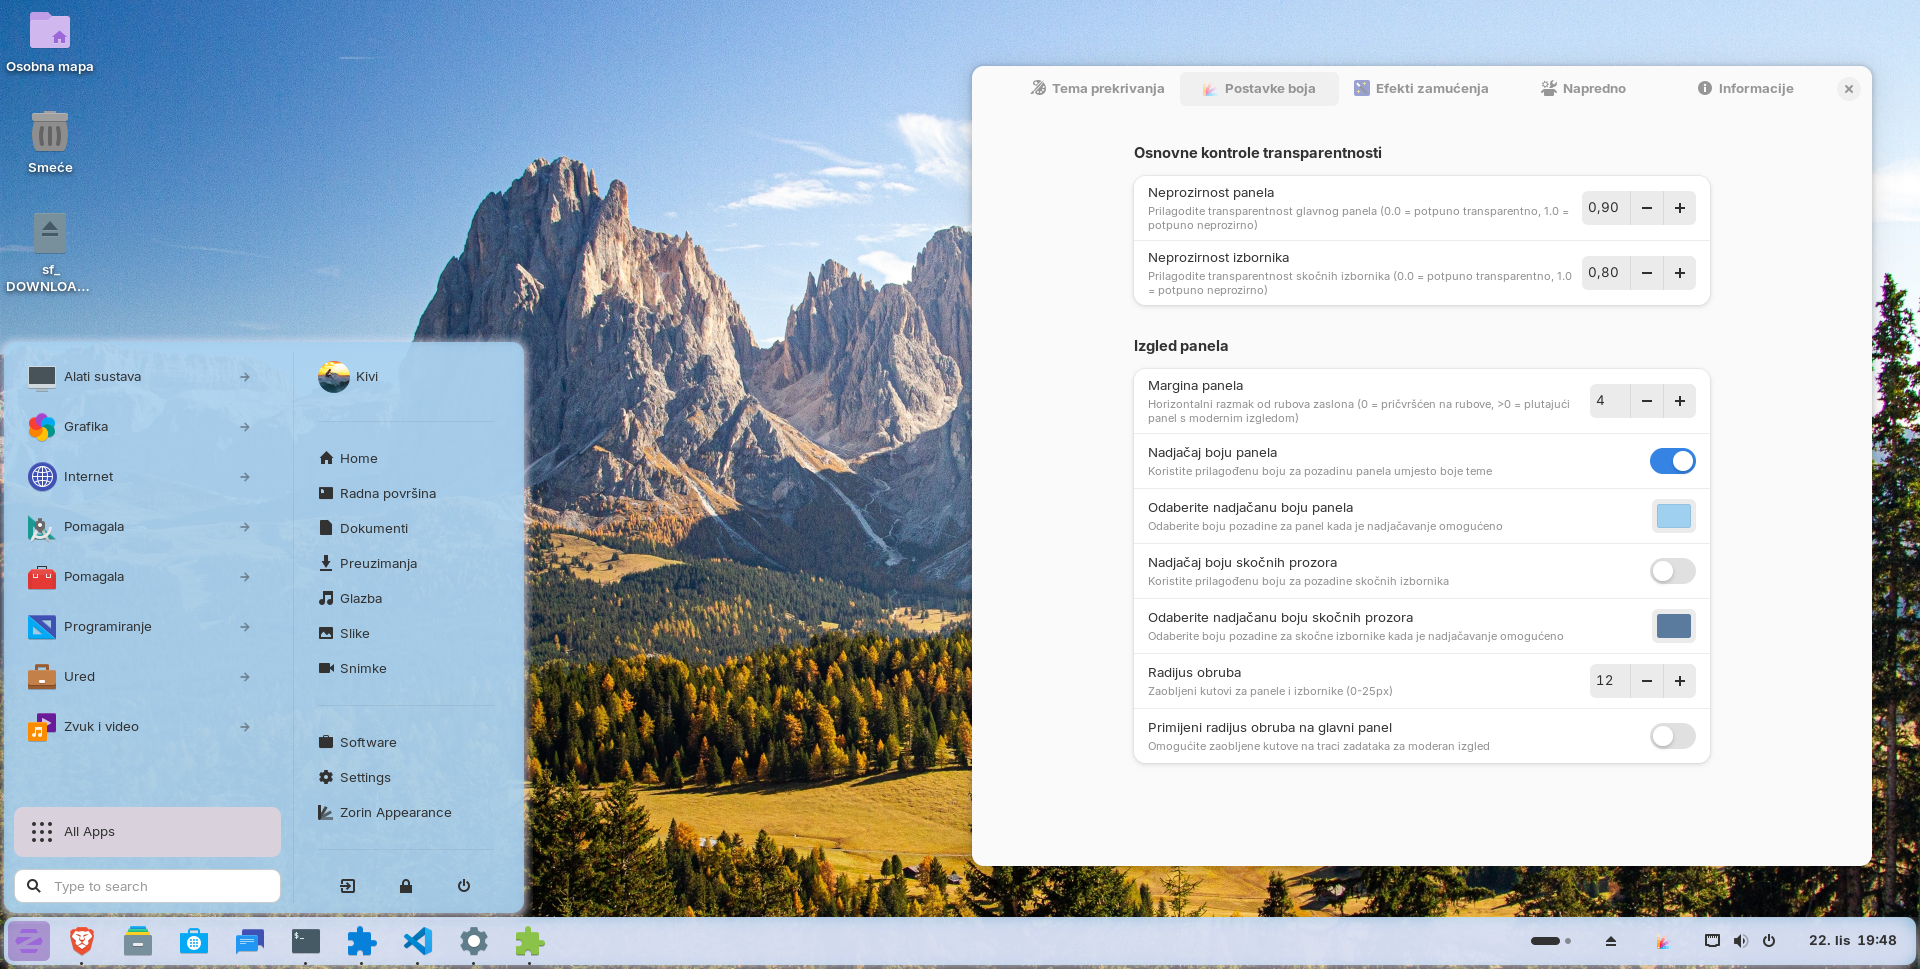 Osobna mapa
Smeće
sf_
DOWNLOA...
Alati sustava
Grafika
Internet
Pomagala
Pomagala
Programiranje
Ured
Zvuk i video
All Apps
Type to search
Kivi
Home
Radna površina
Dokumenti
Preuzimanja
Glazba
Slike
Snimke
Software
Settings
Zorin Appearance
Tema prekrivanja
Postavke boja
Efekti zamućenja
Napredno
Informacije
Osnovne kontrole transparentnosti
Neprozirnost panela
Prilagodite transparentnost glavnog panela (0.0 = potpuno transparentno, 1.0 =
potpuno neprozirno)
0,90
Neprozirnost izbornika
Prilagodite transparentnost skočnih izbornika (0.0 = potpuno transparentno, 1.0
= potpuno neprozirno)
0,80
Izgled panela
Margina panela
Horizontalni razmak od rubova zaslona (0 = pričvršćen na rubove, >0 = plutajući
panel s modernim izgledom)
4
Nadjačaj boju panela
Koristite prilagođenu boju za pozadinu panela umjesto boje teme
Odaberite nadjačanu boju panela
Odaberite boju pozadine za panel kada je nadjačavanje omogućeno
Nadjačaj boju skočnih prozora
Koristite prilagođenu boju za pozadine skočnih izbornika
Odaberite nadjačanu boju skočnih prozora
Odaberite boju pozadine za skočne izbornike kada je nadjačavanje omogućeno
Radijus obruba
Zaobljeni kutovi za panele i izbornike (0-25px)
12
Primijeni radijus obruba na glavni panel
Omogućite zaobljene kutove na traci zadataka za moderan izgled
22. lis 19:48